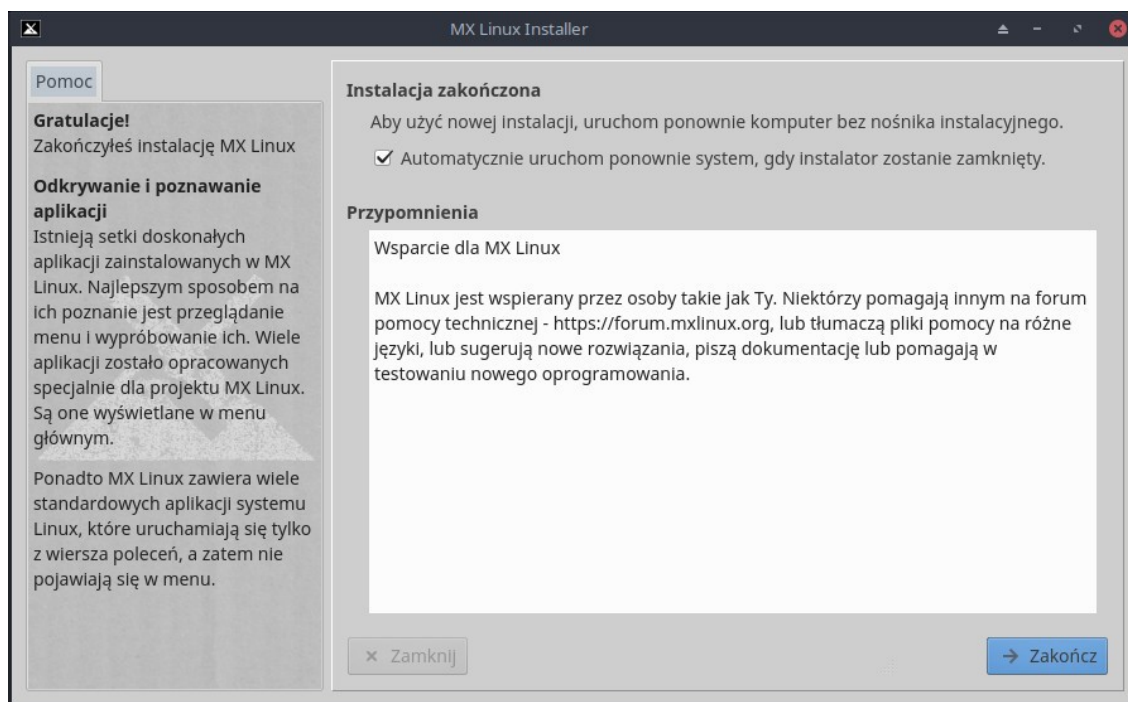 MX Linux Installer
Pomoc
Gratulacje!
Zakończyłeś instalację MX Linux
Odkrywanie i poznawanie
aplikacji
Istnieją setki doskonałych
aplikacji zainstalowanych w MX
Linux. Najlepszym sposobem na
ich poznanie jest przeglądanie
menu i wypróbowanie ich. Wiele
aplikacji zostało opracowanych
specjalnie dla projektu MX Linux.
Są one wyświetlane w menu
głównym.
Ponadto MX Linux zawiera wiele
standardowych aplikacji systemu
Linux, które uruchamiają się tylko
z wiersza poleceń, a zatem nie
pojawiają się w menu.
Instalacja zakończona
Aby użyć nowej instalacji, uruchom ponownie komputer bez nośnika instalacyjnego.
Automatycznie uruchom ponownie system, gdy instalator zostanie zamknięty.
Przypomnienia
Wsparcie dla MX Linux
MX Linux jest wspierany przez osoby takie jak Ty. Niektórzy pomagają innym na forum
pomocy technicznej - https://forum.mxlinux.org, lub tłumaczą pliki pomocy na różne
języki, lub sugerują nowe rozwiązania, piszą dokumentację lub pomagają w
testowaniu nowego oprogramowania.
Zamknij
Zakończ